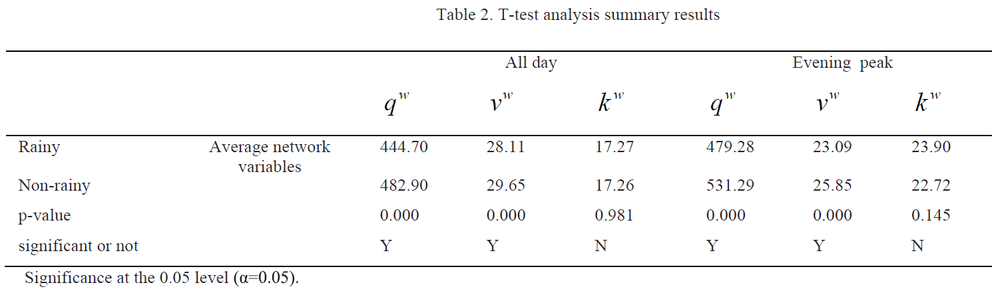 Table 2. T-test analysis summary results
All day Evening peak
q^w v^w k^w q^w v^w k^w
Rainy Average network variables 444.70 28.11 17.27 479.28 23.09 23.90
Non-rainy 482.90 29.65 17.26 531.29 25.85 22.72
p-value 0.000 0.000 0.981 0.000 0.000 0.145
significant or not Y Y N Y Y N
Significance at the 0.05 level (α=0.05).